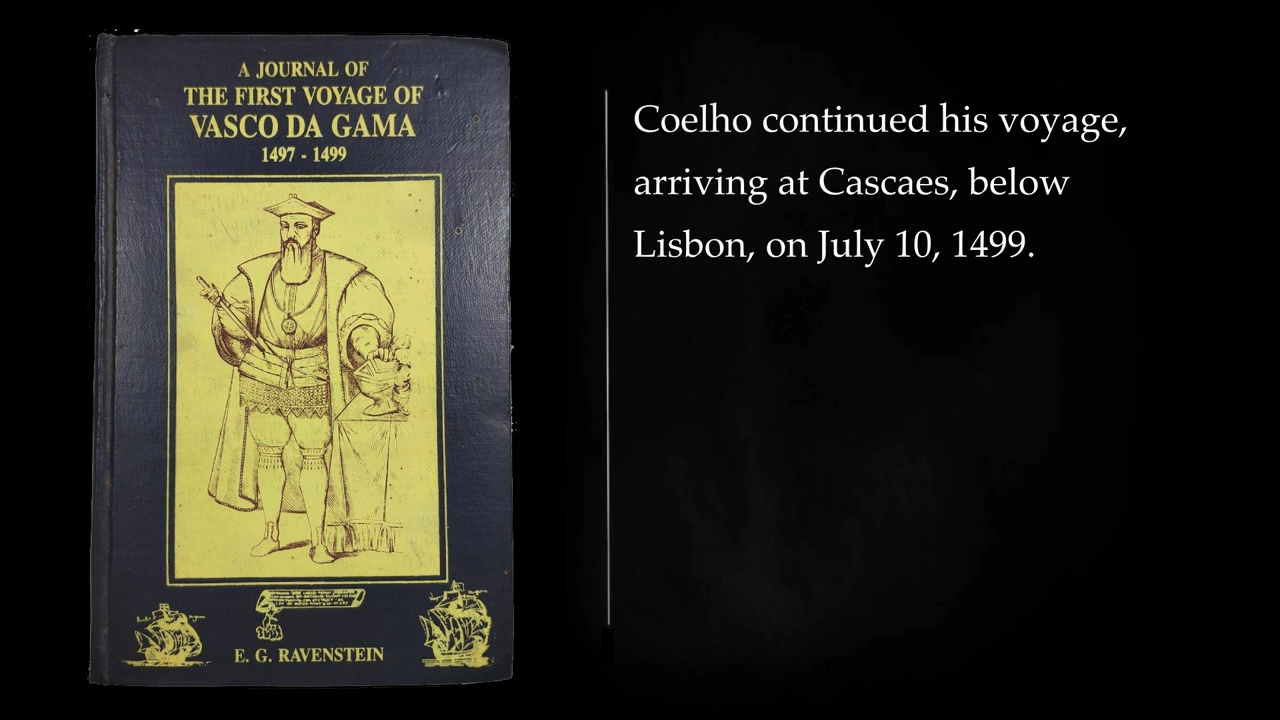 A JOURNAL OF
THE FIRST VOYAGE OF
VASCO DA GAMA
1497 - 1499
E. G. RAVENSTEIN
Coelho continued his voyage,
arriving at Cascaes, below
Lisbon, on July 10, 1499.